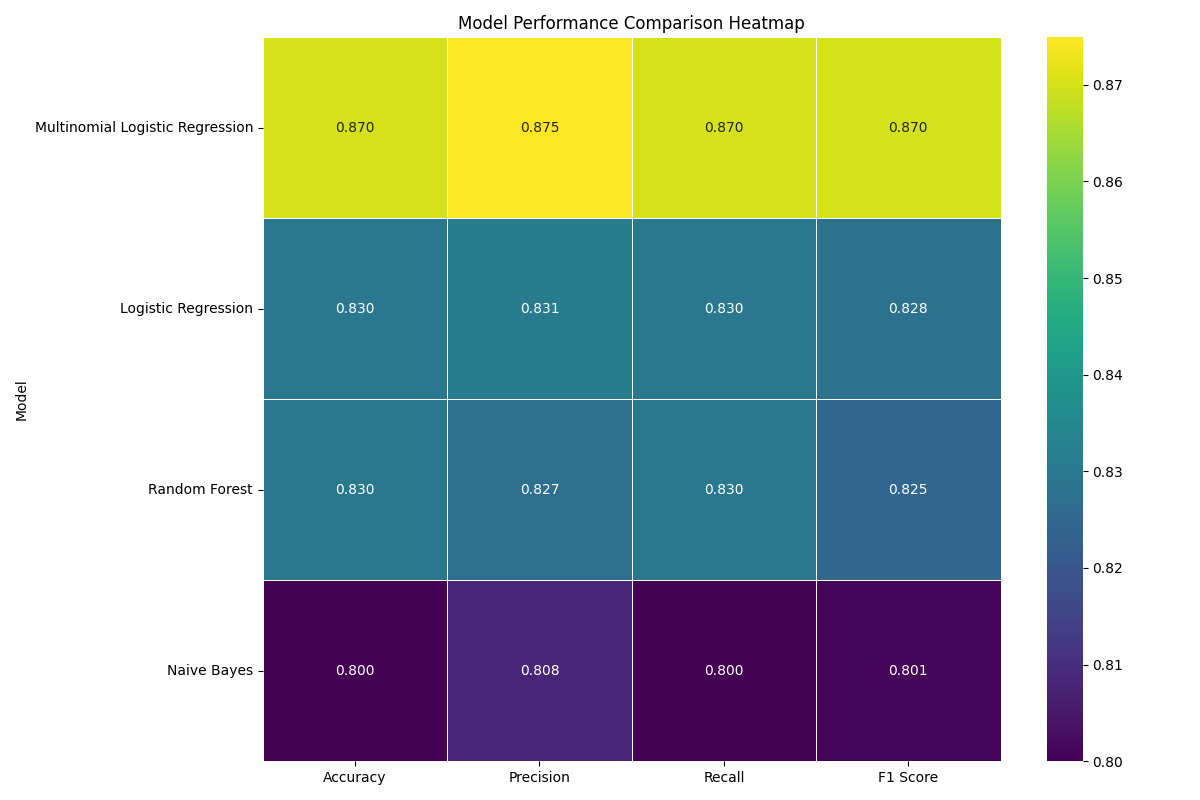 Model Performance Comparison Heatmap
Model
Multinomial Logistic Regression
0.870 0.875 0.870 0.870
Logistic Regression
0.830 0.831 0.830 0.828
Random Forest
0.830 0.827 0.830 0.825
Naive Bayes
0.800 0.808 0.800 0.801
Accuracy Precision Recall F1 Score
0.87
0.86
0.85
0.84
0.83
0.82
0.81
0.80